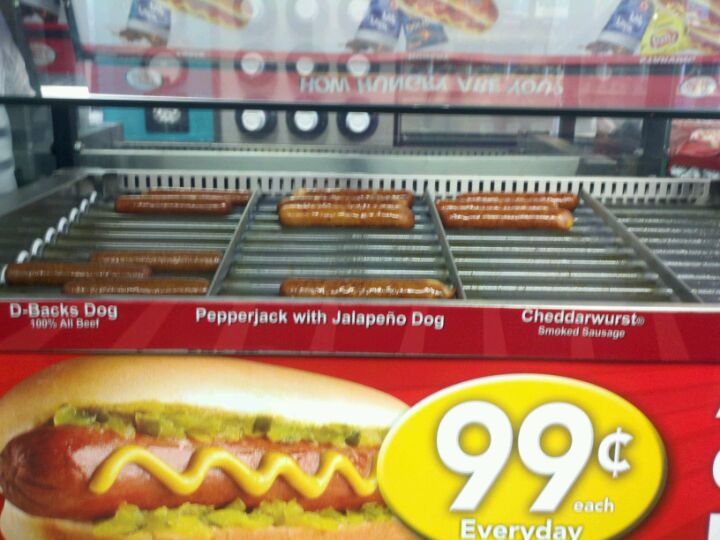 HOW HUNGRY ARE YOU?
D-Backs Dog
100% All Beef
Pepperjack with Jalapeño Dog
Cheddarwurst®
Smoked Sausage
99¢
each
Everyday